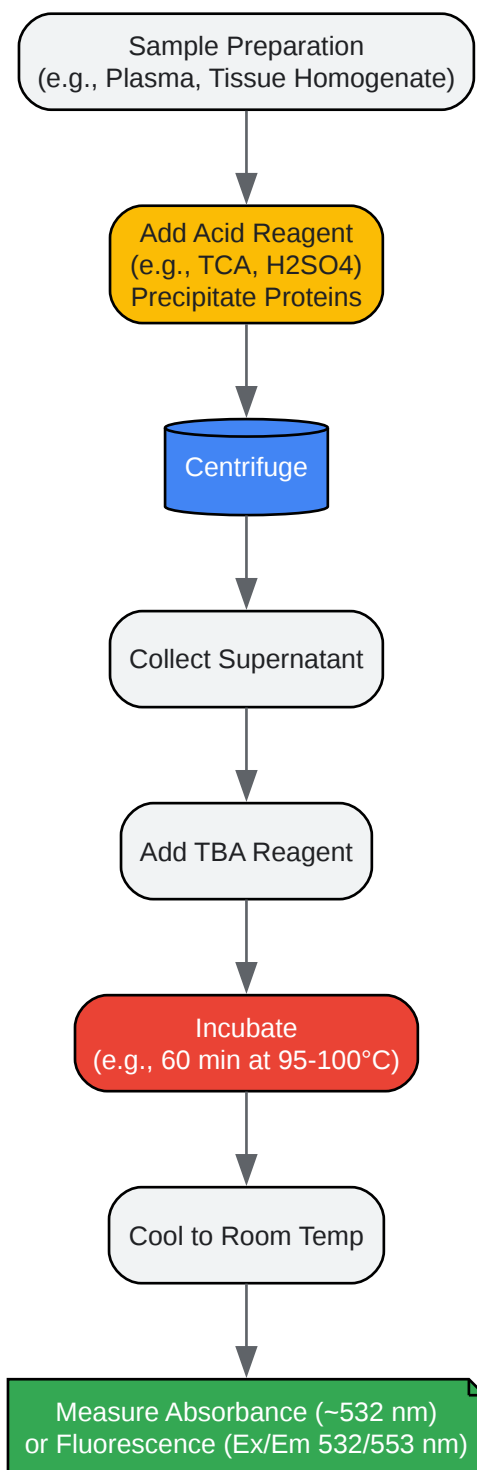 Sample Preparation
(e.g., Plasma, Tissue Homogenate)
Add Acid Reagent
(e.g., TCA, H2SO4)
Precipitate Proteins
Centrifuge
Collect Supernatant
Add TBA Reagent
Incubate
(e.g., 60 min at 95-100°C)
Cool to Room Temp
Measure Absorbance (~532 nm)
or Fluorescence (Ex/Em 532/553 nm)